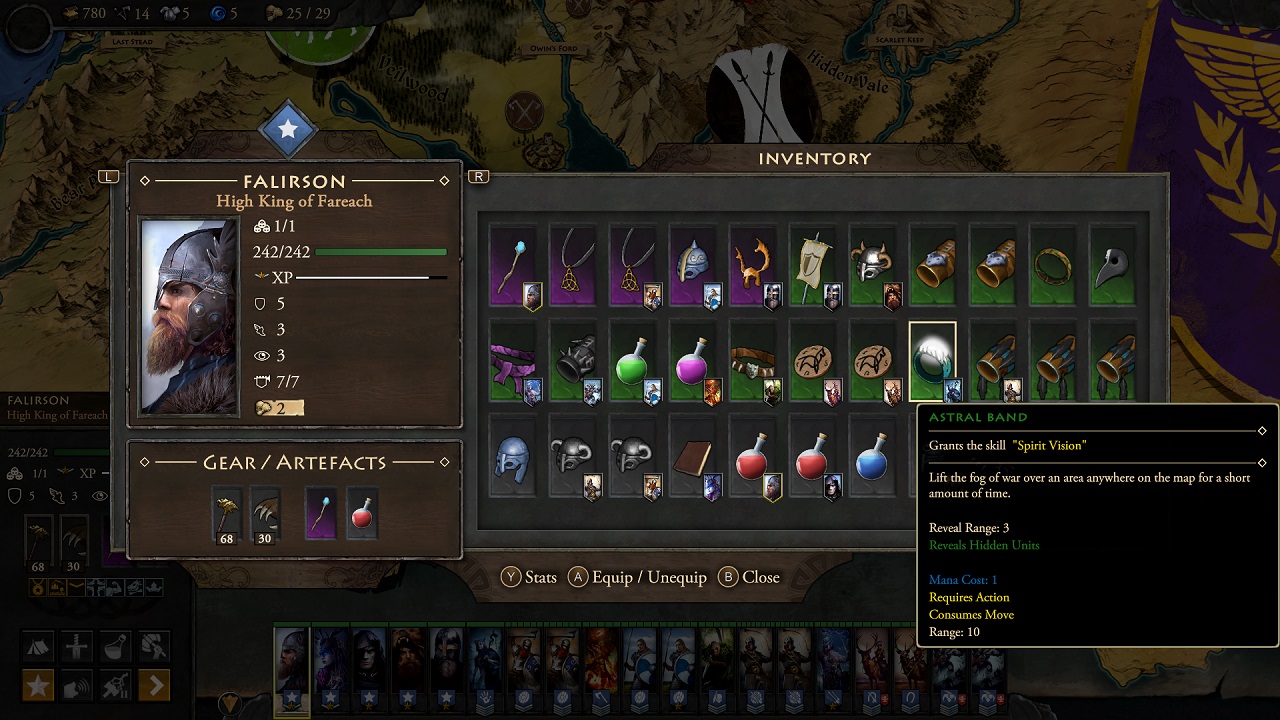 780 14 5 5 25 / 29
LAST STEAD
OWIN'S FORD
SCARLET KEEP
Veilwood
Hidden Vale
INVENTORY
L
R
FALIRSON
High King of Fareach
1/1
242/242
XP
5
3
3
7/7
2
GEAR / ARTEFACTS
68 30
FALIRSON
High King of Fareach
242/242
1/1 XP
5 3
68 30
ASTRAL BAND
Grants the skill "Spirit Vision"
Lift the fog of war over an area anywhere on the map for a short
amount of time.
Reveal Range: 3
Reveals Hidden Units
Mana Cost: 1
Requires Action
Consumes Move
Range: 10
Y Stats A Equip / Unequip B Close